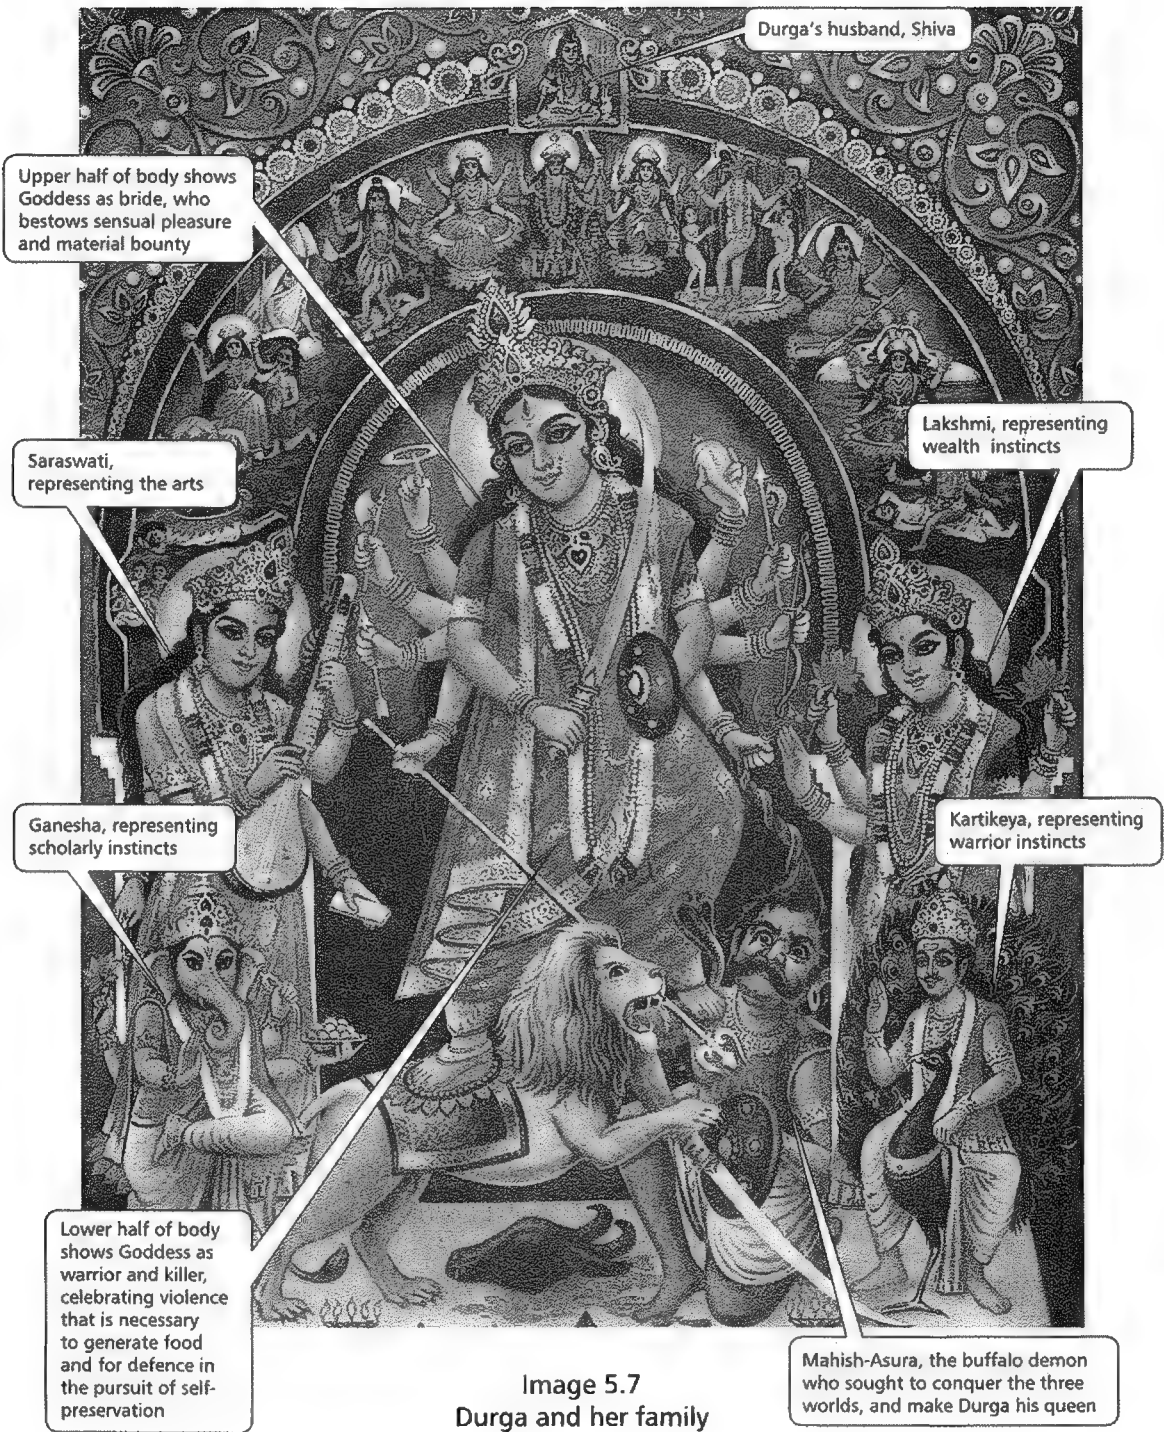 Durga's husband, Shiva
Upper half of body shows
Goddess as bride, who
bestows sensual pleasure
and material bounty
Lakshmi, representing
wealth instincts
Saraswati,
representing the arts
Ganesha, representing
scholarly instincts
Kartikeya, representing
warrior instincts
Lower half of body
shows Goddess as
warrior and killer,
celebrating violence
that is necessary
to generate food
and for defence in
the pursuit of self-
preservation
Mahish-Asura, the buffalo demon
who sought to conquer the three
worlds, and make Durga his queen
Image 5.7
Durga and her family